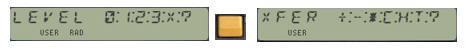 LEVEL 0:1:2:3:X:?
USER RAD
XFER ÷:-:*:C:H:T:?
USER